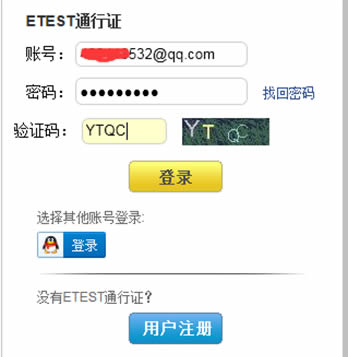 ETEST通行证
账号: 532@qq.com
密码: ●●●●●●●●● 找回密码
验证码: YTQC YTQC
登录
选择其他账号登录:
登录
没有ETEST通行证?
用户注册